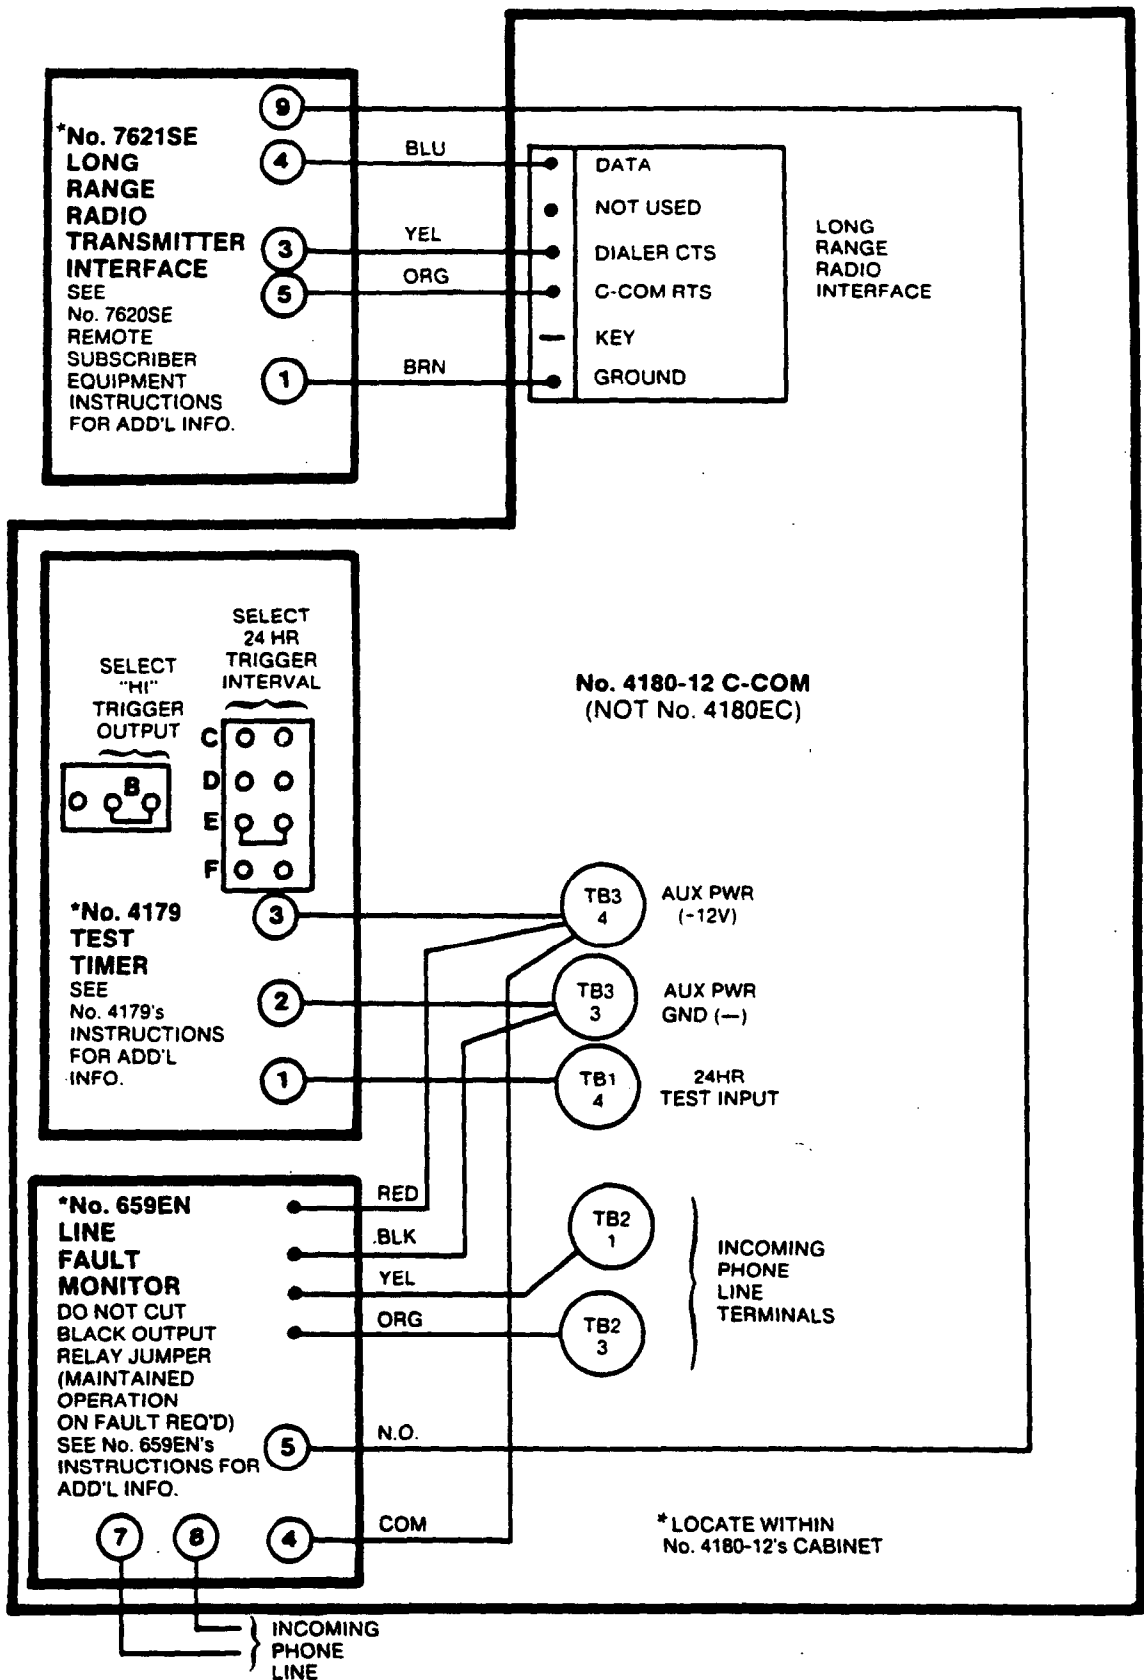 9
*No. 7621SE
LONG
RANGE
RADIO
TRANSMITTER
INTERFACE
SEE
No. 7620SE
REMOTE
SUBSCRIBER
EQUIPMENT
INSTRUCTIONS
FOR ADD'L INFO.
4
3
5
1
BLU
YEL
ORG
BRN
DATA
NOT USED
DIALER CTS
C-COM RTS
KEY
GROUND
LONG
RANGE
RADIO
INTERFACE
SELECT
24 HR
TRIGGER
INTERVAL
SELECT
"HI"
TRIGGER
OUTPUT
B
C
D
E
F
No. 4180-12 C-COM
(NOT No. 4180EC)
*No. 4179
TEST
TIMER
SEE
No. 4179's
INSTRUCTIONS
FOR ADD'L
INFO.
3
2
1
TB3
4
AUX PWR
(-12V)
TB3
3
AUX PWR
GND (—)
TB1
4
24HR
TEST INPUT
*No. 659EN
LINE
FAULT
MONITOR
DO NOT CUT
BLACK OUTPUT
RELAY JUMPER
(MAINTAINED
OPERATION
ON FAULT REQ'D)
SEE No. 659EN's
INSTRUCTIONS FOR
ADD'L INFO.
RED
BLK
YEL
ORG
TB2
1
TB2
3
INCOMING
PHONE
LINE
TERMINALS
5
N.O.
7
8
4
COM
*LOCATE WITHIN
No. 4180-12's CABINET
INCOMING
PHONE
LINE